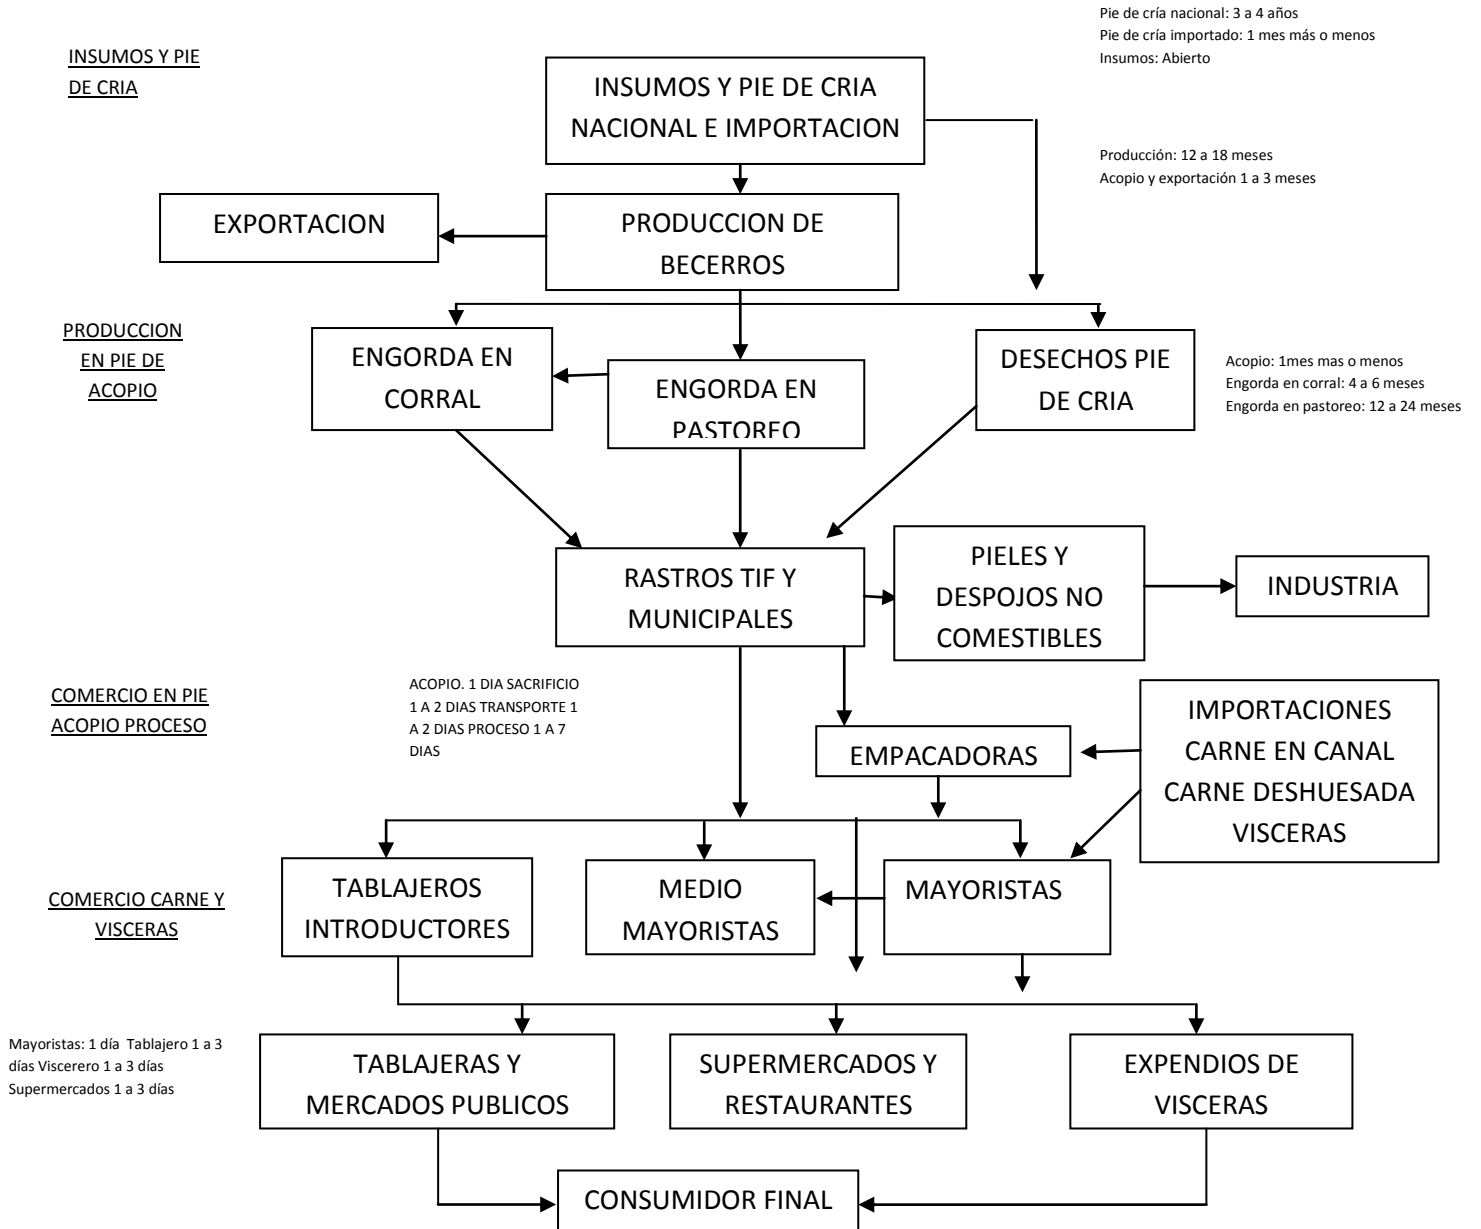 Pie de cría nacional: 3 a 4 años
Pie de cría importado: 1 mes más o menos
Insumos: Abierto
INSUMOS Y PIE
DE CRIA
INSUMOS Y PIE DE CRIA
NACIONAL E IMPORTACION
Producción: 12 a 18 meses
Acopio y exportación 1 a 3 meses
EXPORTACION
PRODUCCION DE
BECERROS
PRODUCCION
EN PIE DE
ACOPIO
ENGORDA EN
CORRAL
ENGORDA EN
PASTOREO
DESECHOS PIE
DE CRIA
Acopio: 1mes mas o menos
Engorda en corral: 4 a 6 meses
Engorda en pastoreo: 12 a 24 meses
RASTROS TIF Y
MUNICIPALES
PIELES Y
DESPOJOS NO
COMESTIBLES
INDUSTRIA
COMERCIO EN PIE
ACOPIO PROCESO
ACOPIO. 1 DIA SACRIFICIO
1 A 2 DIAS TRANSPORTE 1
A 2 DIAS PROCESO 1 A 7
DIAS
EMPACADORAS
IMPORTACIONES
CARNE EN CANAL
CARNE DESHUESADA
VISCERAS
COMERCIO CARNE Y
VISCERAS
TABLAJEROS
INTRODUCTORES
MEDIO
MAYORISTAS
MAYORISTAS
Mayoristas: 1 día  Tablajero 1 a 3
días Viscerero 1 a 3 días
Supermercados 1 a 3 días
TABLAJERAS Y
MERCADOS PUBLICOS
SUPERMERCADOS Y
RESTAURANTES
EXPENDIOS DE
VISCERAS
CONSUMIDOR FINAL